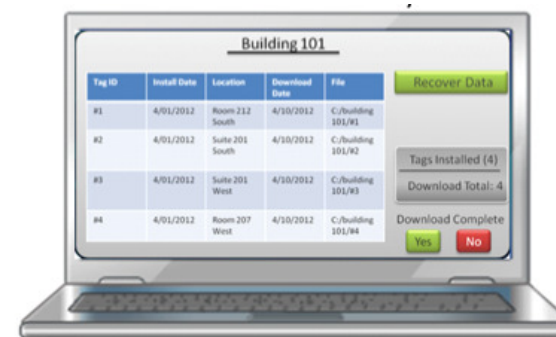 Building 101
Tag ID Install Date Location Download Date File
#1 4/01/2012 Room 212 South 4/10/2012 C:/building 101/#1
#2 4/01/2012 Suite 201 South 4/10/2012 C:/building 101/#2
#3 4/01/2012 Suite 201 West 4/10/2012 C:/building 101/#3
#4 4/01/2012 Room 207 West 4/10/2012 C:/building 101/#4
Recover Data
Tags Installed (4)
Download Total: 4
Download Complete
Yes No